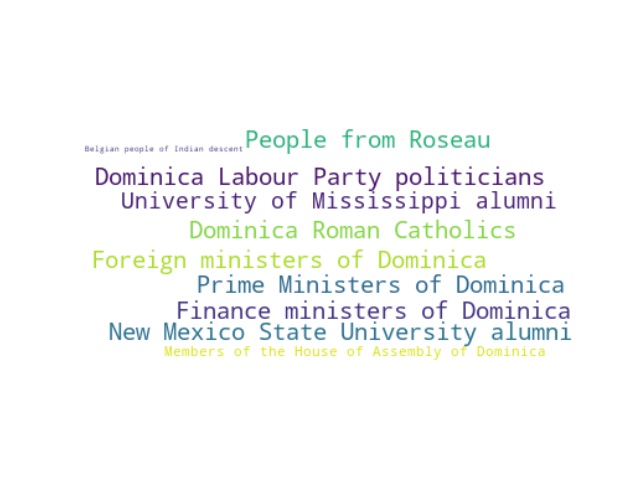 People from Roseau
Belgian people of Indian descent
Dominica Labour Party politicians
University of Mississippi alumni
Dominica Roman Catholics
Foreign ministers of Dominica
Prime Ministers of Dominica
Finance ministers of Dominica
New Mexico State University alumni
Members of the House of Assembly of Dominica